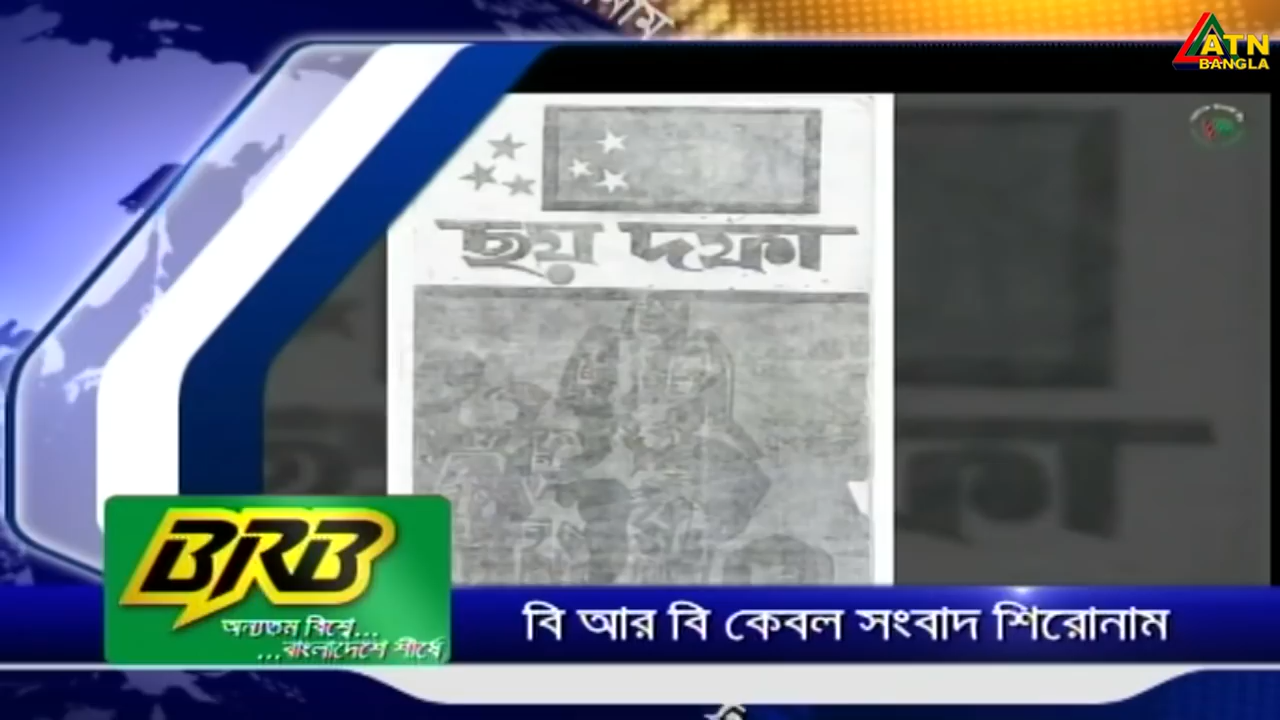 ATN
BANGLA
ছয় দফা
BRB
অন্যতম বিশ্বে...
...বাংলাদেশে শীর্ষে
বি আর বি কেবল সংবাদ শিরোনাম